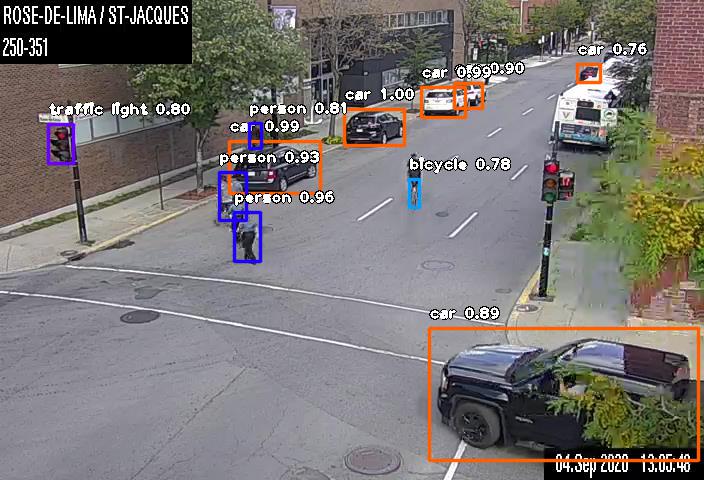 ROSE-DE-LIMA / ST-JACQUES
250-351
car 0.76
car 0.99
0.90
car 1.00
traffic light 0.80
person 0.81
car 0.99
person 0.93
bicycle 0.78
person 0.96
car 0.89
04.Sep 2020 13:05:48